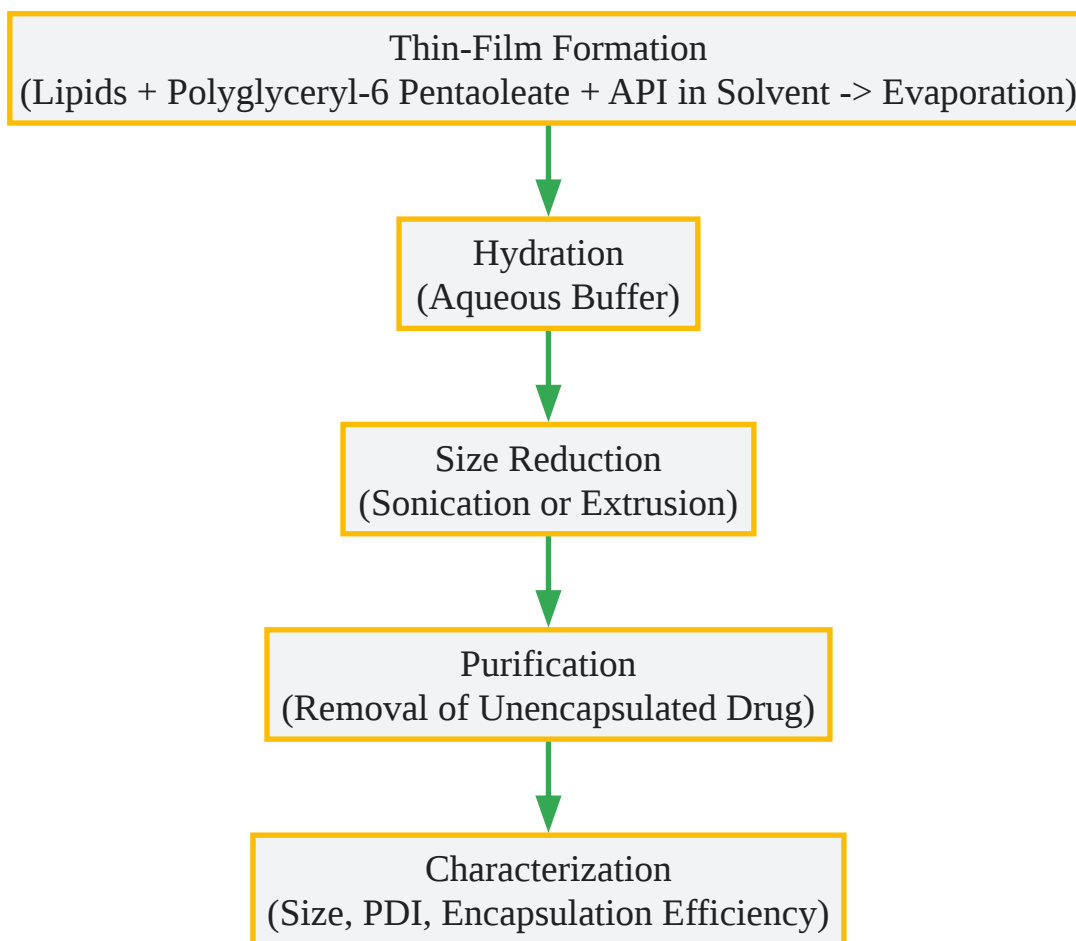 Thin-Film Formation
(Lipids + Polyglyceryl-6 Pentaoleate + API in Solvent -> Evaporation)
Hydration
(Aqueous Buffer)
Size Reduction
(Sonication or Extrusion)
Purification
(Removal of Unencapsulated Drug)
Characterization
(Size, PDI, Encapsulation Efficiency)